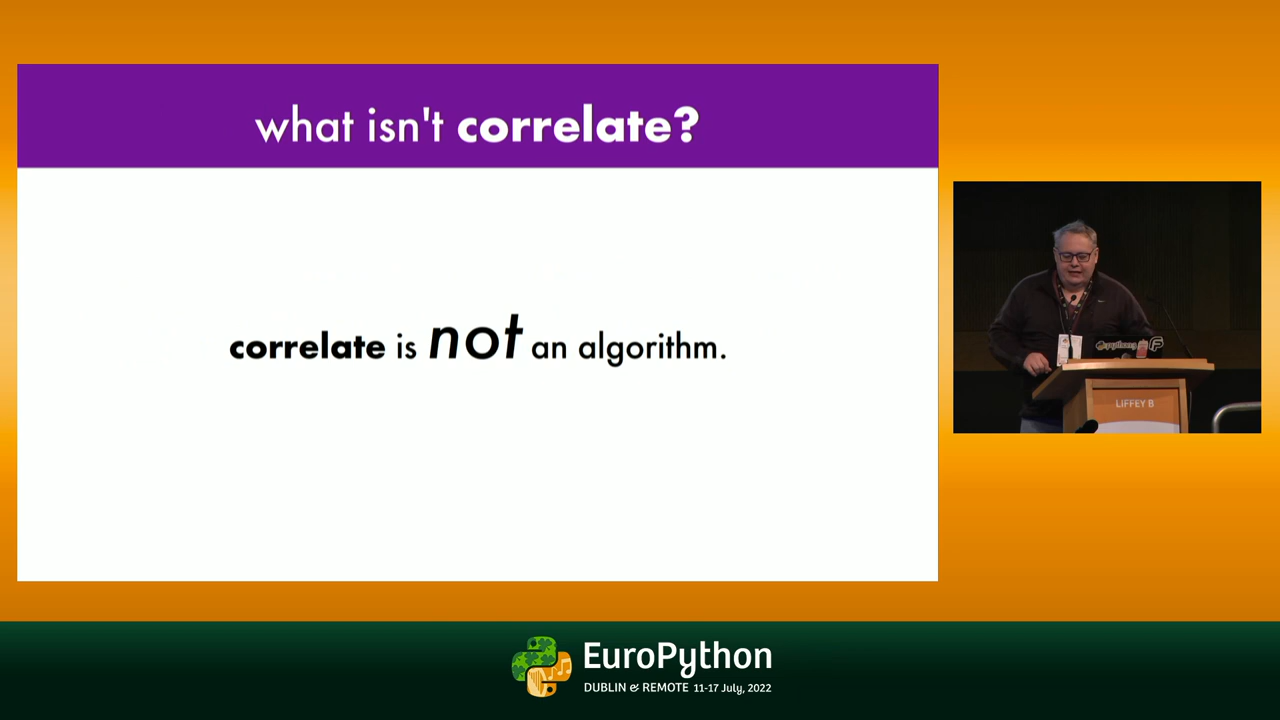 what isn't correlate?
correlate is not an algorithm.
LIFFEY B
EuroPython
DUBLIN & REMOTE 11-17 July, 2022